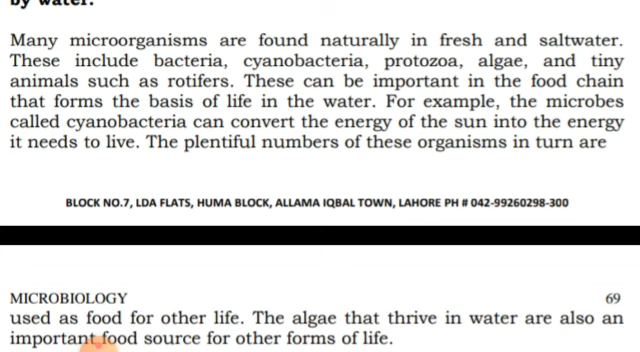 by water.
Many microorganisms are found naturally in fresh and saltwater.
These include bacteria, cyanobacteria, protozoa, algae, and tiny
animals such as rotifers. These can be important in the food chain
that forms the basis of life in the water. For example, the microbes
called cyanobacteria can convert the energy of the sun into the energy
it needs to live. The plentiful numbers of these organisms in turn are
BLOCK NO.7, LDA FLATS, HUMA BLOCK, ALLAMA IQBAL TOWN, LAHORE PH # 042-99260298-300
MICROBIOLOGY 69
used as food for other life. The algae that thrive in water are also an
important food source for other forms of life.